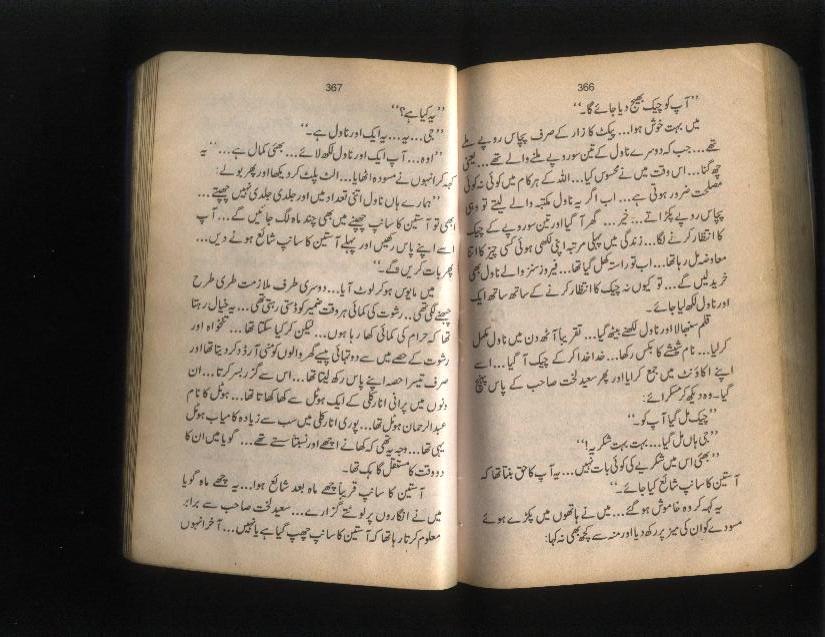 366
"آپ کو چیک بھیج دیا جائے گا۔"
میں بہت خوش ہوا... پیکٹ کا راز کے صرف پچاس روپے ملے
تھے... جب کہ دوسرے ناول کے تین سو روپے ملنے والے تھے... یعنی
چھ گنا... اس وقت میں نے محسوس کیا... اللہ کے ہر کام میں کوئی نہ کوئی
مصلحت ضرور ہوتی ہے... اب اگر یہ ناول مکتبہ والے لیتے تو وہی
پچاس روپے پکڑاتے... خیر... گھر آ گیا اور تین سو روپے کے چیک
کا انتظار کرنے لگا... زندگی میں پہلی مرتبہ اپنی لکھی ہوئی کسی چیز کا اتنا
معاوضہ مل رہا تھا... اب تو راستہ کھل گیا تھا... فیروز سنز والے ناول بھی
خریدیں گے... تو کیوں نہ چیک کا انتظار کرنے کے ساتھ ساتھ ایک
اور ناول لکھ لیا جائے۔
قلم سنبھالا اور ناول لکھنے بیٹھ گیا... تقریباً آٹھ دن میں ناول مکمل
کر لیا... نام شیشے کا بکس رکھا... خدا خدا کر کے چیک آ گیا... اسے
اپنے اکاؤنٹ میں جمع کرایا اور پھر سعید لخت صاحب کے پاس پہنچ
گیا۔ وہ دیکھ کر مسکرائے:
"چیک مل گیا آپ کو۔"
"جی ہاں مل گیا... بہت بہت شکریہ!"
"بھئی اس میں شکریے کی کوئی بات نہیں... یہ آپ کا حق بنتا تھا کہ
آستین کا سانپ شائع کیا جائے۔"
یہ کہہ کر وہ خاموش ہو گئے... میں نے ہاتھوں میں پکڑے ہوئے
مسودے کو ان کی میز پر رکھ دیا اور منہ سے کچھ بھی نہ کہا:
367
"یہ کیا ہے؟"
"جی... یہ... یہ ایک اور ناول ہے۔"
"اوہ... آپ ایک اور ناول لکھ لائے... بھئی کمال ہے..." یہ
کہہ کر انہوں نے مسودہ اٹھایا... الٹ پلٹ کر دیکھا اور پھر بولے:
"ہمارے ہاں ناول اتنی تعداد میں اور جلدی جلدی نہیں چھپتے...
ابھی تو آستین کا سانپ چھپنے میں بھی چند ماہ لگ جائیں گے... آپ
اسے اپنے پاس رکھیں اور پہلے آستین کا سانپ شائع ہونے دیں...
پھر بات کریں گے۔"
میں مایوس ہو کر لوٹ آیا... دوسری طرف ملازمت طری طرح
چبھنے لگی تھی... رشوت کی کمائی ہر وقت ضمیر کو ڈستی رہتی تھی... یہ خیال رہتا
تھا کہ حرام کی کمائی کھا رہا ہوں... لیکن کر کیا سکتا تھا... تنخواہ اور
رشوت کے حصے میں سے دو تہائی پیسے گھر والوں کو منی آرڈر کر دیتا تھا اور
صرف تیسرا حصہ اپنے پاس رکھ لیتا تھا... اس سے گزر بسر کرتا... ان
دنوں میں پرانی انارکلی کے ایک ہوٹل سے کھا کھاتا تھا... ہوٹل کا نام
عبدالرحمان ہوٹل تھا... پوری انارکلی میں سب سے زیادہ کامیاب ہوٹل
یہی تھا... وجہ یہ تھی کہ کھانے اچھے اور نسبتاً سستے تھے... گویا میں ان کا
دو وقت کا مستقل گاہک تھا۔
آستین کا سانپ قریباً چھے ماہ بعد شائع ہوا... یہ چھے ماہ گویا
میں نے انگاروں پر لوٹتے گزارے... سعید لخت صاحب سے برابر
معلوم کرتا رہا تھا کہ آستین کا سانپ چھپ گیا ہے یا نہیں... آخر انہوں